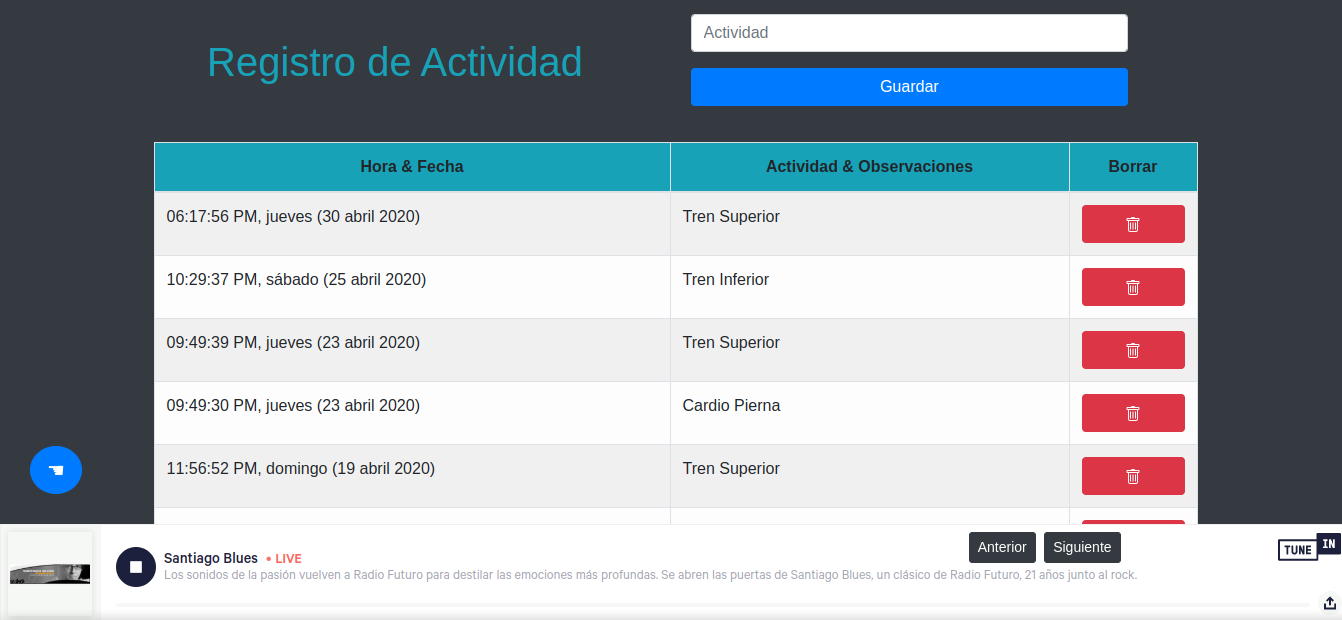 Actividad
Registro de Actividad
Guardar
Hora & Fecha Actividad & Observaciones Borrar
06:17:56 PM, jueves (30 abril 2020) Tren Superior
10:29:37 PM, sábado (25 abril 2020) Tren Inferior
09:49:39 PM, jueves (23 abril 2020) Tren Superior
09:49:30 PM, jueves (23 abril 2020) Cardio Pierna
11:56:52 PM, domingo (19 abril 2020) Tren Superior
Anterior Siguiente
TUNE IN
Santiago Blues • LIVE
Los sonidos de la pasión vuelven a Radio Futuro para destilar las emociones más profundas. Se abren las puertas de Santiago Blues, un clásico de Radio Futuro, 21 años junto al rock.